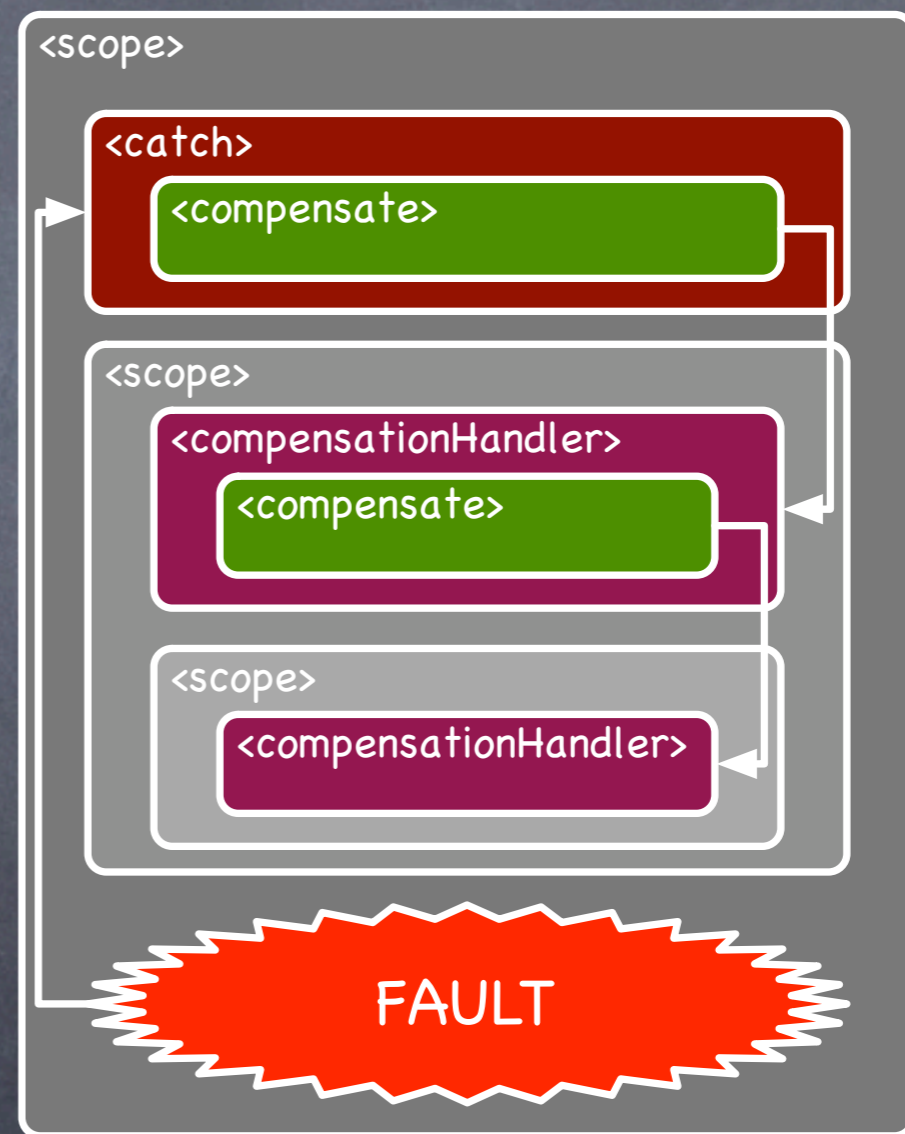 <scope>
<catch>
<compensate>
<scope>
<compensationHandler>
<compensate>
<scope>
<compensationHandler>
FAULT